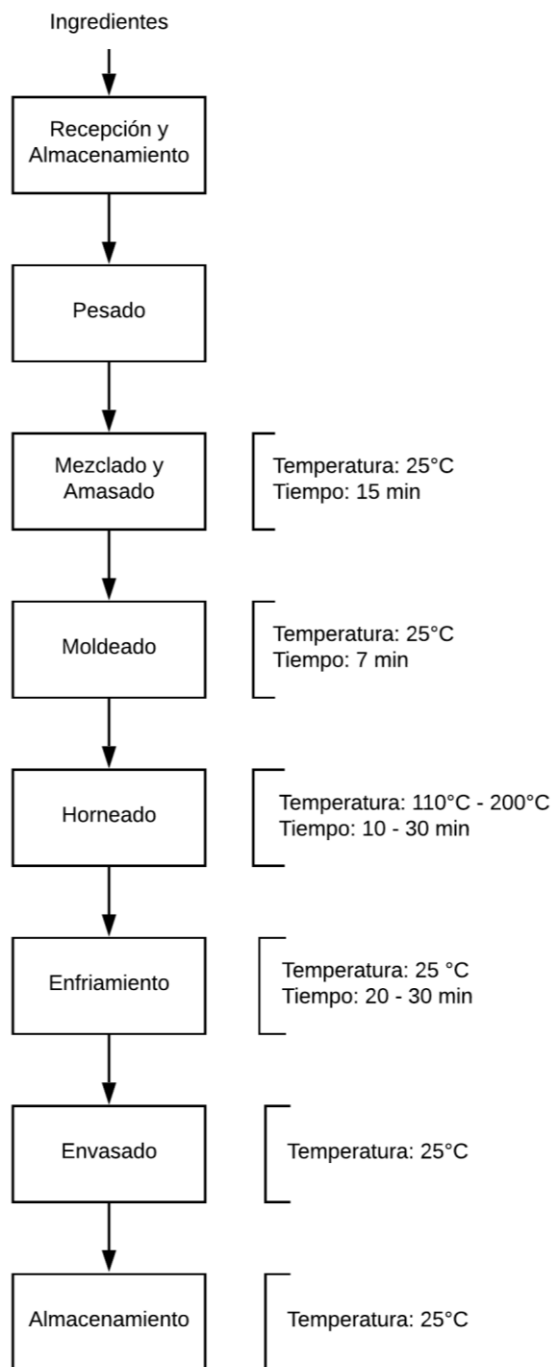 Ingredientes
Recepción y
Almacenamiento
Pesado
Mezclado y
Amasado
Temperatura: 25°C
Tiempo: 15 min
Moldeado
Temperatura: 25°C
Tiempo: 7 min
Horneado
Temperatura: 110°C - 200°C
Tiempo: 10 - 30 min
Enfriamiento
Temperatura: 25 °C
Tiempo: 20 - 30 min
Envasado
Temperatura: 25°C
Almacenamiento
Temperatura: 25°C